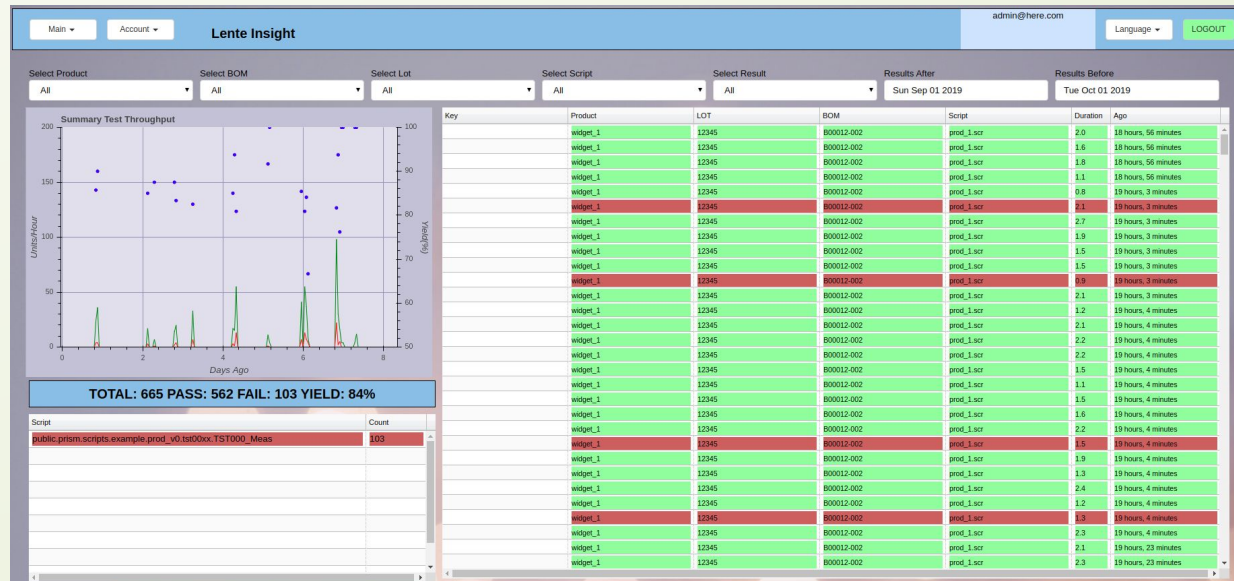 Main Account Lente Insight admin@here.com Language LOGOUT
Select Product Select BOM Select Lot Select Script Select Result Results After Results Before
All All All All All Sun Sep 01 2019 Tue Oct 01 2019
Summary Test Throughput
200 100
90
150
80
100
70
50
60
0 50
0 2 4 6 8
Units/Hour
Yield(%)
Days Ago
TOTAL: 665 PASS: 562 FAIL: 103 YIELD: 84%
Script Count
public.prism.scripts.example.prod_v0.tst00xx.TST000_Meas 103
Key Product LOT BOM Script Duration Ago
widget_1 12345 B00012-002 prod_1.scr 2.0 18 hours, 56 minutes
widget_1 12345 B00012-002 prod_1.scr 1.6 18 hours, 56 minutes
widget_1 12345 B00012-002 prod_1.scr 1.8 18 hours, 56 minutes
widget_1 12345 B00012-002 prod_1.scr 1.1 18 hours, 56 minutes
widget_1 12345 B00012-002 prod_1.scr 0.8 19 hours, 3 minutes
widget_1 12345 B00012-002 prod_1.scr 2.1 19 hours, 3 minutes
widget_1 12345 B00012-002 prod_1.scr 2.7 19 hours, 3 minutes
widget_1 12345 B00012-002 prod_1.scr 1.9 19 hours, 3 minutes
widget_1 12345 B00012-002 prod_1.scr 1.5 19 hours, 3 minutes
widget_1 12345 B00012-002 prod_1.scr 1.5 19 hours, 3 minutes
widget_1 12345 B00012-002 prod_1.scr 0.9 19 hours, 3 minutes
widget_1 12345 B00012-002 prod_1.scr 2.1 19 hours, 3 minutes
widget_1 12345 B00012-002 prod_1.scr 1.2 19 hours, 4 minutes
widget_1 12345 B00012-002 prod_1.scr 2.1 19 hours, 4 minutes
widget_1 12345 B00012-002 prod_1.scr 2.2 19 hours, 4 minutes
widget_1 12345 B00012-002 prod_1.scr 2.2 19 hours, 4 minutes
widget_1 12345 B00012-002 prod_1.scr 1.5 19 hours, 4 minutes
widget_1 12345 B00012-002 prod_1.scr 1.1 19 hours, 4 minutes
widget_1 12345 B00012-002 prod_1.scr 1.5 19 hours, 4 minutes
widget_1 12345 B00012-002 prod_1.scr 1.6 19 hours, 4 minutes
widget_1 12345 B00012-002 prod_1.scr 2.2 19 hours, 4 minutes
widget_1 12345 B00012-002 prod_1.scr 1.5 19 hours, 4 minutes
widget_1 12345 B00012-002 prod_1.scr 1.9 19 hours, 4 minutes
widget_1 12345 B00012-002 prod_1.scr 1.3 19 hours, 4 minutes
widget_1 12345 B00012-002 prod_1.scr 2.4 19 hours, 4 minutes
widget_1 12345 B00012-002 prod_1.scr 1.2 19 hours, 4 minutes
widget_1 12345 B00012-002 prod_1.scr 1.3 19 hours, 4 minutes
widget_1 12345 B00012-002 prod_1.scr 2.3 19 hours, 4 minutes
widget_1 12345 B00012-002 prod_1.scr 2.1 19 hours, 23 minutes
widget_1 12345 B00012-002 prod_1.scr 2.3 19 hours, 23 minutes